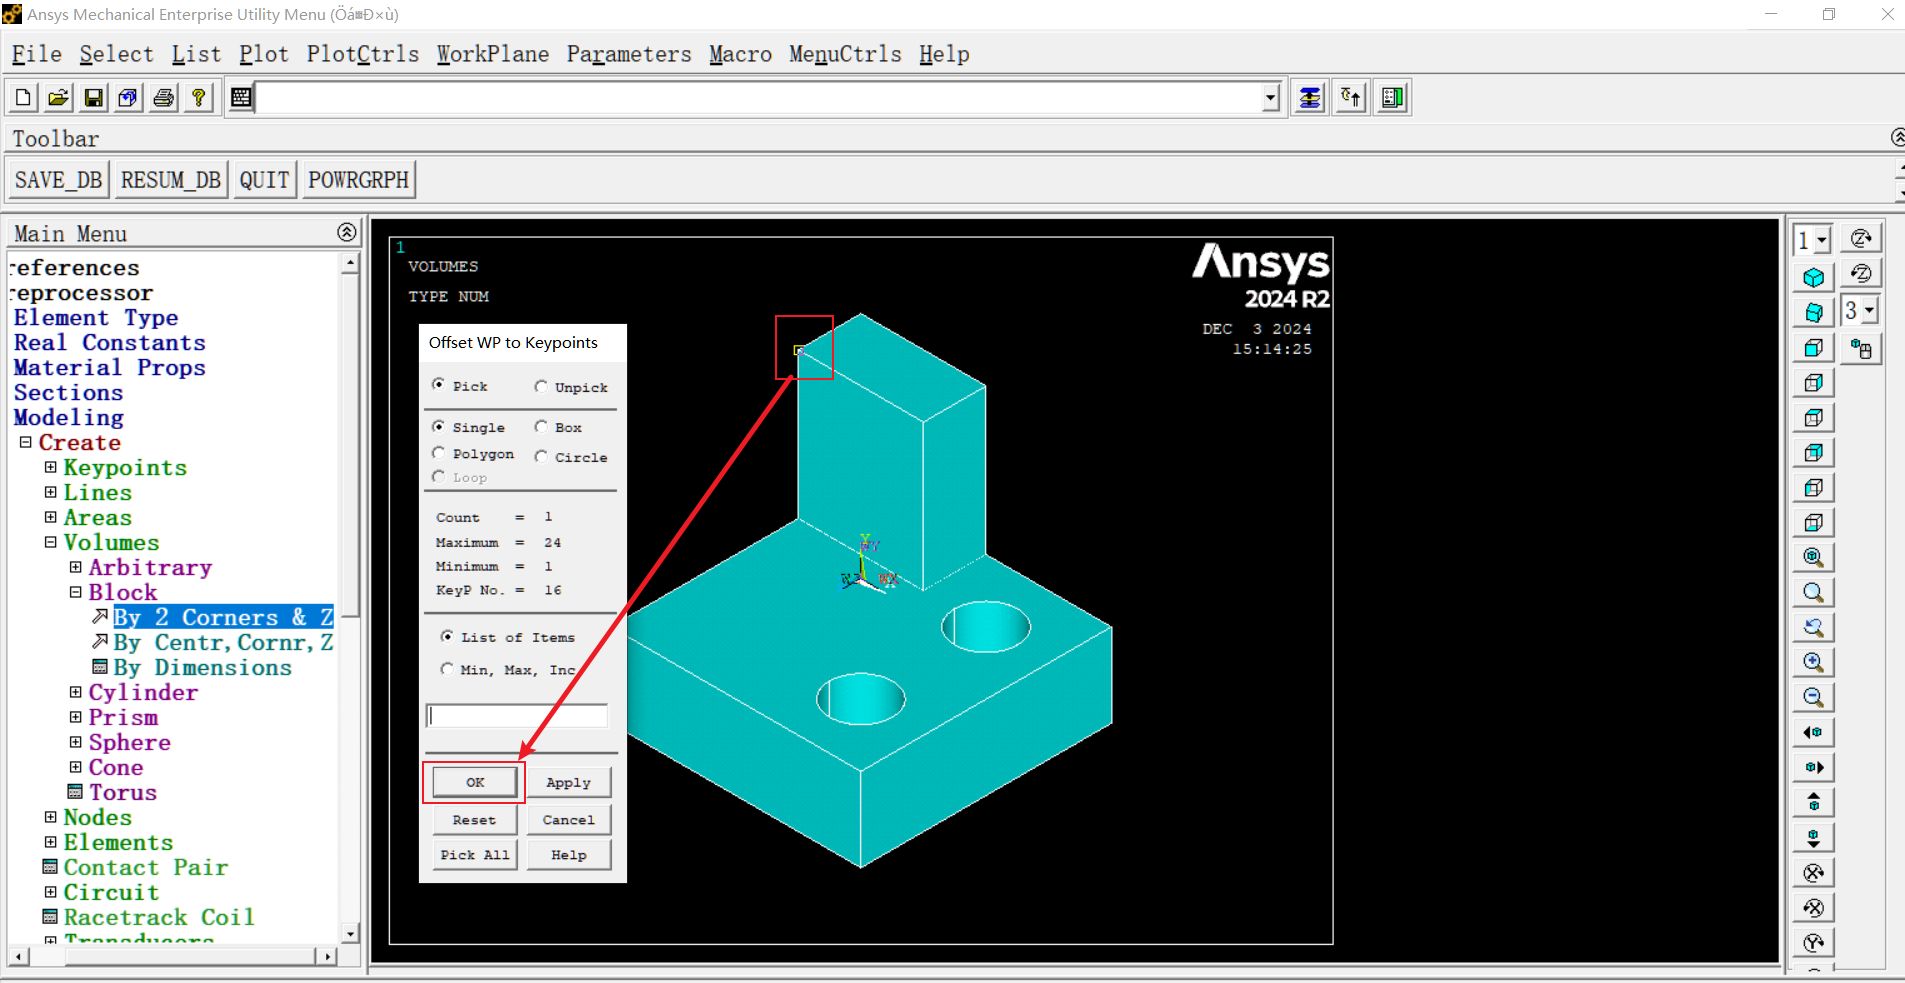 Ansys Mechanical Enterprise Utility Menu (Öá¤Ð×ù)
File Select List Plot PlotCtrls WorkPlane Parameters Macro MenuCtrls Help
Toolbar
SAVE_DB RESUM_DB QUIT POWRGRPH
Main Menu
references
reprocessor
Element Type
Real Constants
Material Props
Sections
Modeling
Create
Keypoints
Lines
Areas
Volumes
Arbitrary
Block
By 2 Corners & Z
By Centr,Cornr,Z
By Dimensions
Cylinder
Prism
Sphere
Cone
Torus
Nodes
Elements
Contact Pair
Circuit
Racetrack Coil
Transducers
1
VOLUMES
TYPE NUM
Ansys
2024 R2
DEC 3 2024
15:14:25
Offset WP to Keypoints
Pick Unpick
Single Box
Polygon Circle
Loop
Count = 1
Maximum = 24
Minimum = 1
KeyP No. = 16
List of Items
Min, Max, Inc
OK Apply
Reset Cancel
Pick All Help
Y
WY
WX
X
1
3